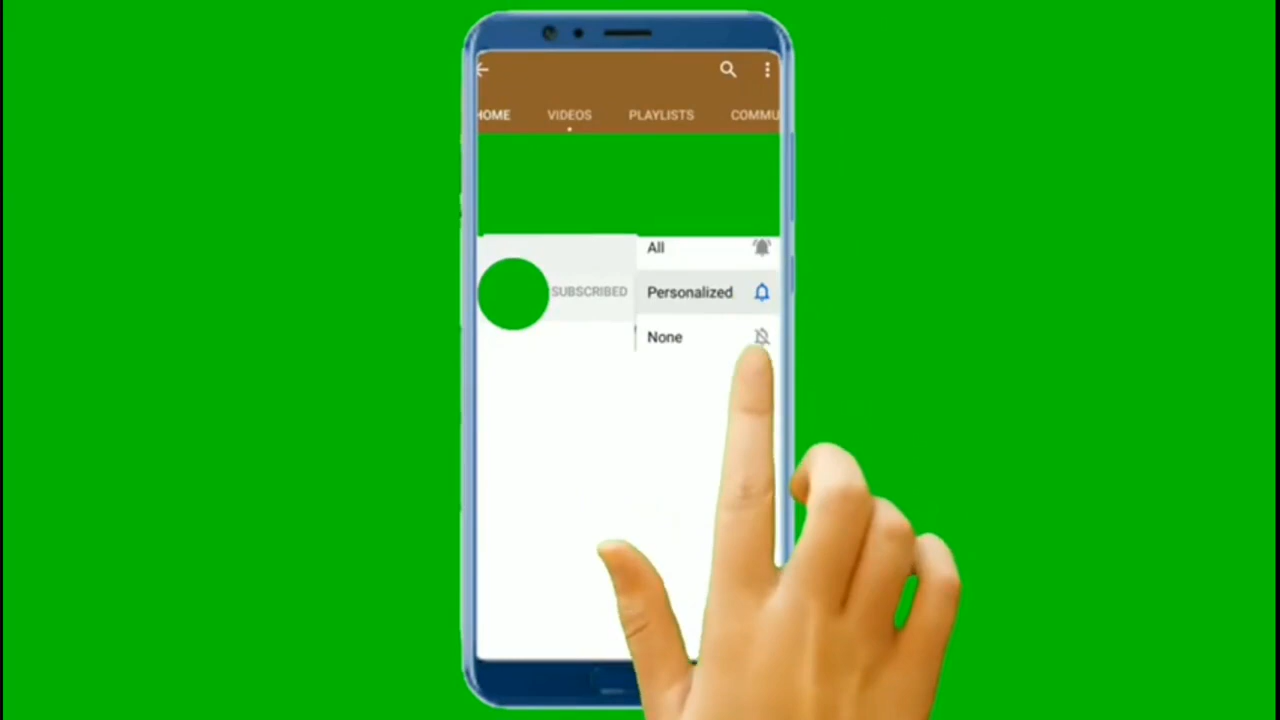 HOME VIDEOS PLAYLISTS COMMU
All
SUBSCRIBED
Personalized
None